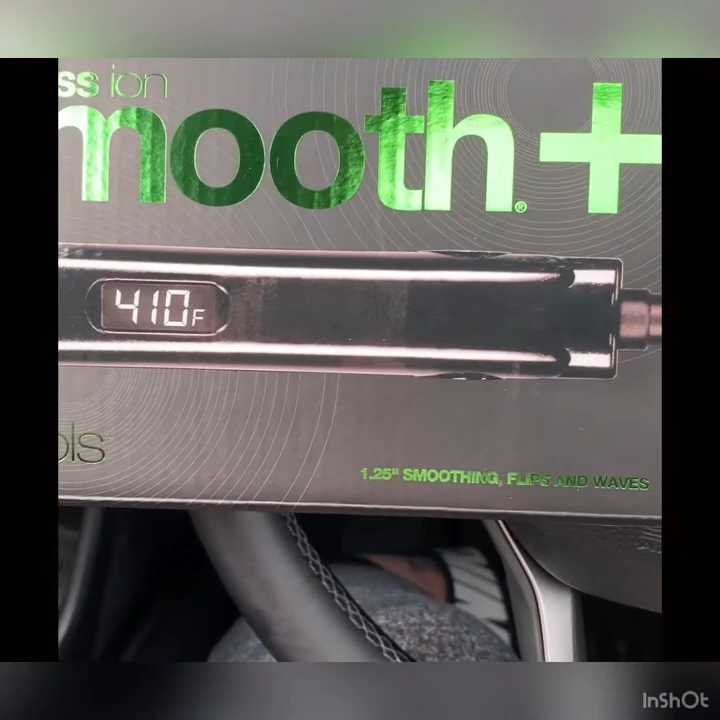 ss ion
mooth.® +
410F
ols
1.25" SMOOTHING, FLIPS AND WAVES
InShOt